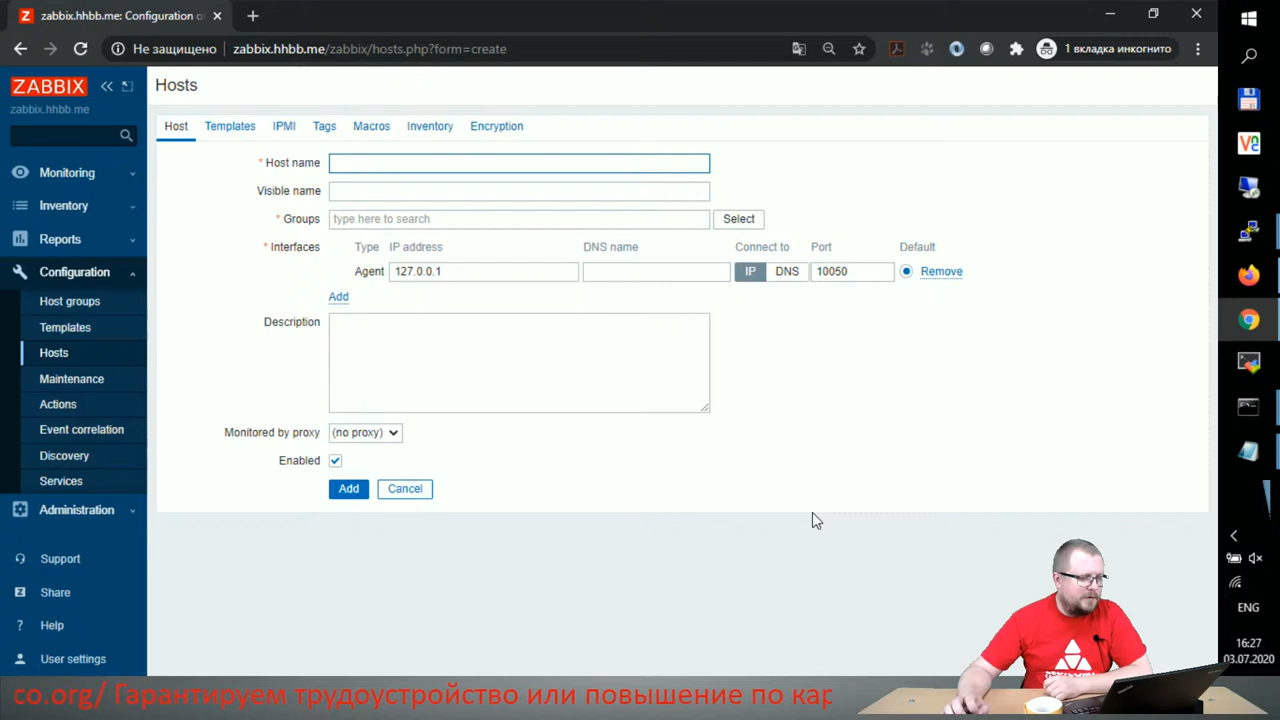 Z zabbix.hhbb.me: Configuration o
Не защищено zabbix.hhbb.me/zabbix/hosts.php?form=create 1 вкладка инкогнито
ZABBIX
zabbix.hhbb.me
Monitoring
Inventory
Reports
Configuration
Host groups
Templates
Hosts
Maintenance
Actions
Event correlation
Discovery
Services
Administration
Support
Z Share
? Help
User settings
Hosts
Host Templates IPMI Tags Macros Inventory Encryption
* Host name
Visible name
* Groups type here to search Select
* Interfaces Type IP address DNS name Connect to Port Default
Agent 127.0.0.1 IP DNS 10050 Remove
Add
Description
Monitored by proxy (no proxy)
Enabled
Add Cancel
ENG
16:27
03.07.2020
co.org/ Гарантируем трудоустройство или повышение по кар